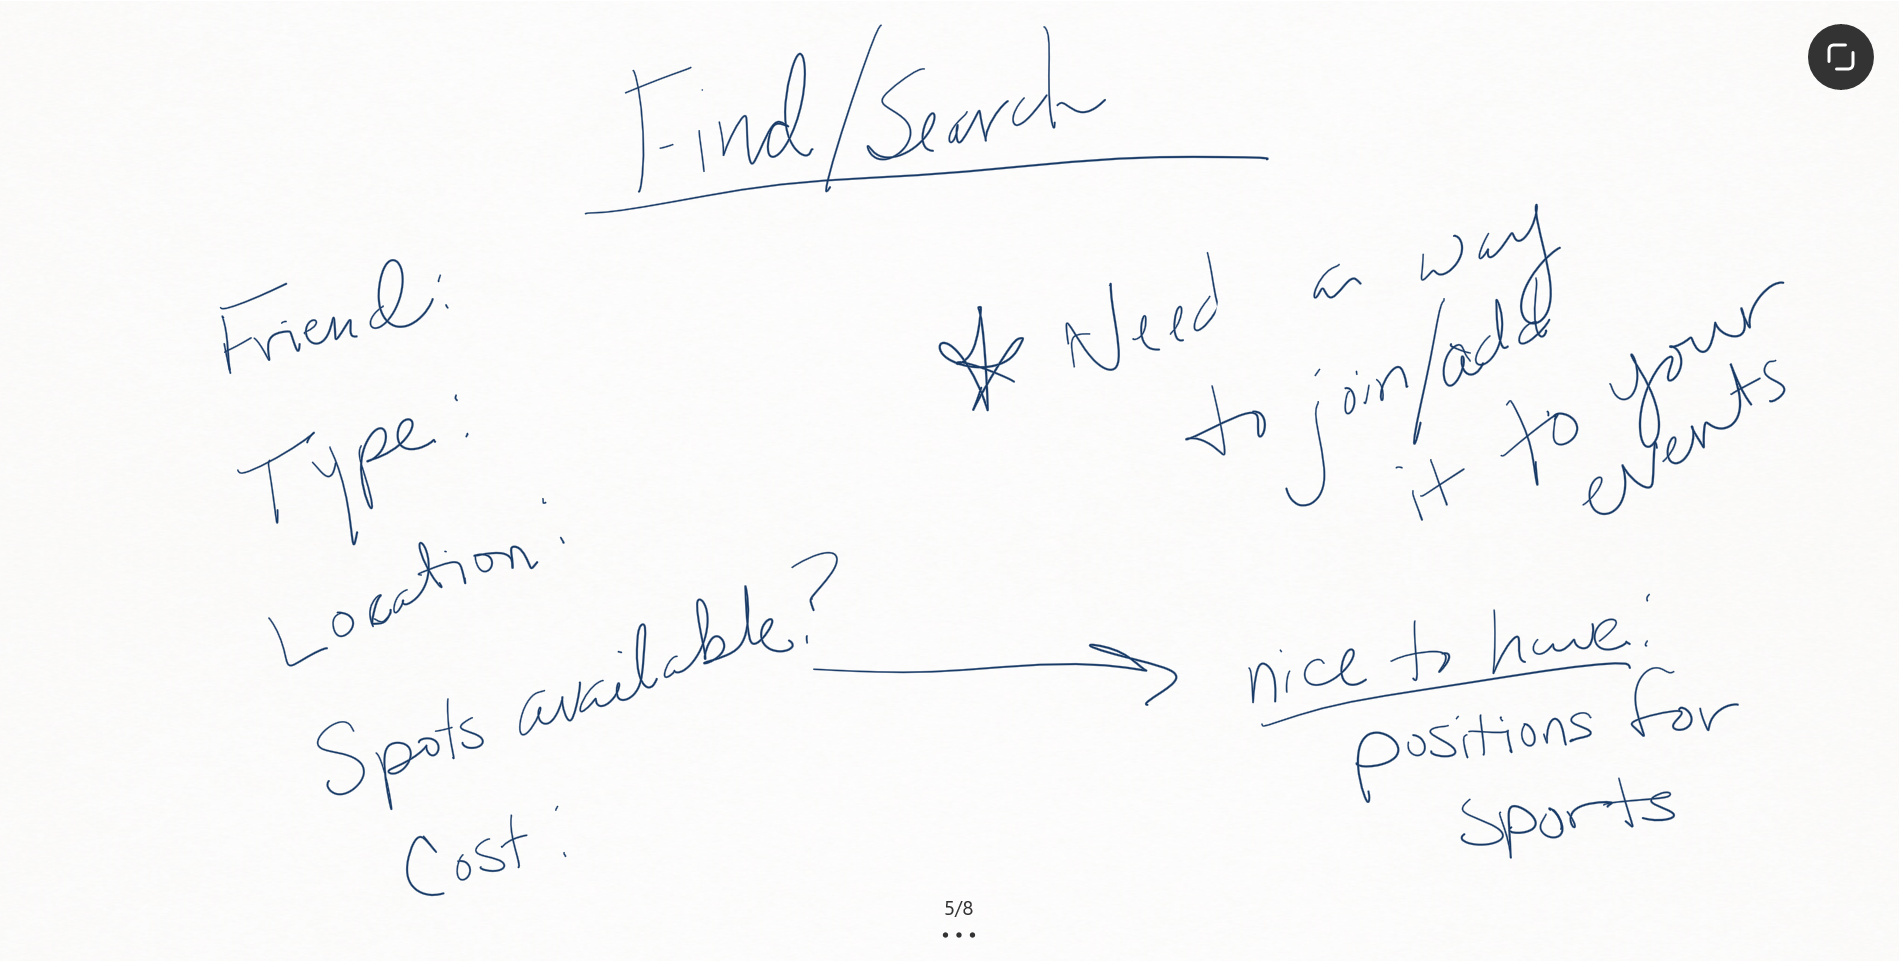 Find/Search
Friend:
Type:
Location:
Spots available?
Cost:
* Need a way
to join/add
it to your
events
nice to have:
positions for
sports
5/8